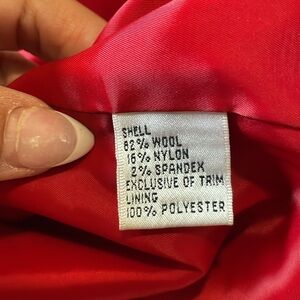 SHELL
82% WOOL
16% NYLON
2% SPANDEX
EXCLUSIVE OF TRIM
LINING
100% POLYESTER